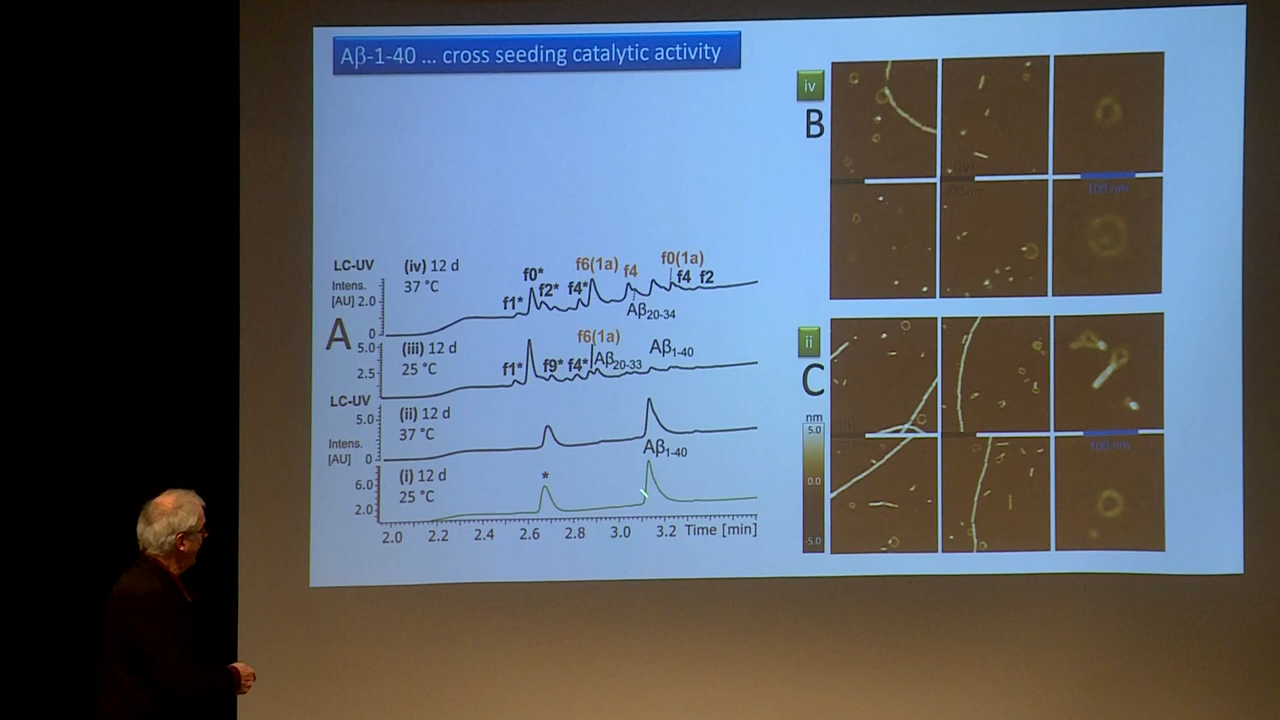 Aβ-1-40 ... cross seeding catalytic activity
LC-UV
Intens.
[AU]
2.0
0
(iv) 12 d
37 °C
f1*
f0*
f2*
f4*
f6(1a)
f4
f0(1a)
f4 f2
Aβ20-34
A
5.0
2.5
(iii) 12 d
25 °C
f1*
f9*
f4*
f6(1a)
Aβ20-33
Aβ1-40
LC-UV
5.0
Intens.
[AU]
0
(ii) 12 d
37 °C
Aβ1-40
6.0
2.0
(i) 12 d
25 °C
*
2.0 2.2 2.4 2.6 2.8 3.0 3.2 Time [min]
iv
B
(iv)
100 nm
ii
C
nm
5.0
0.0
-5.0
100 nm